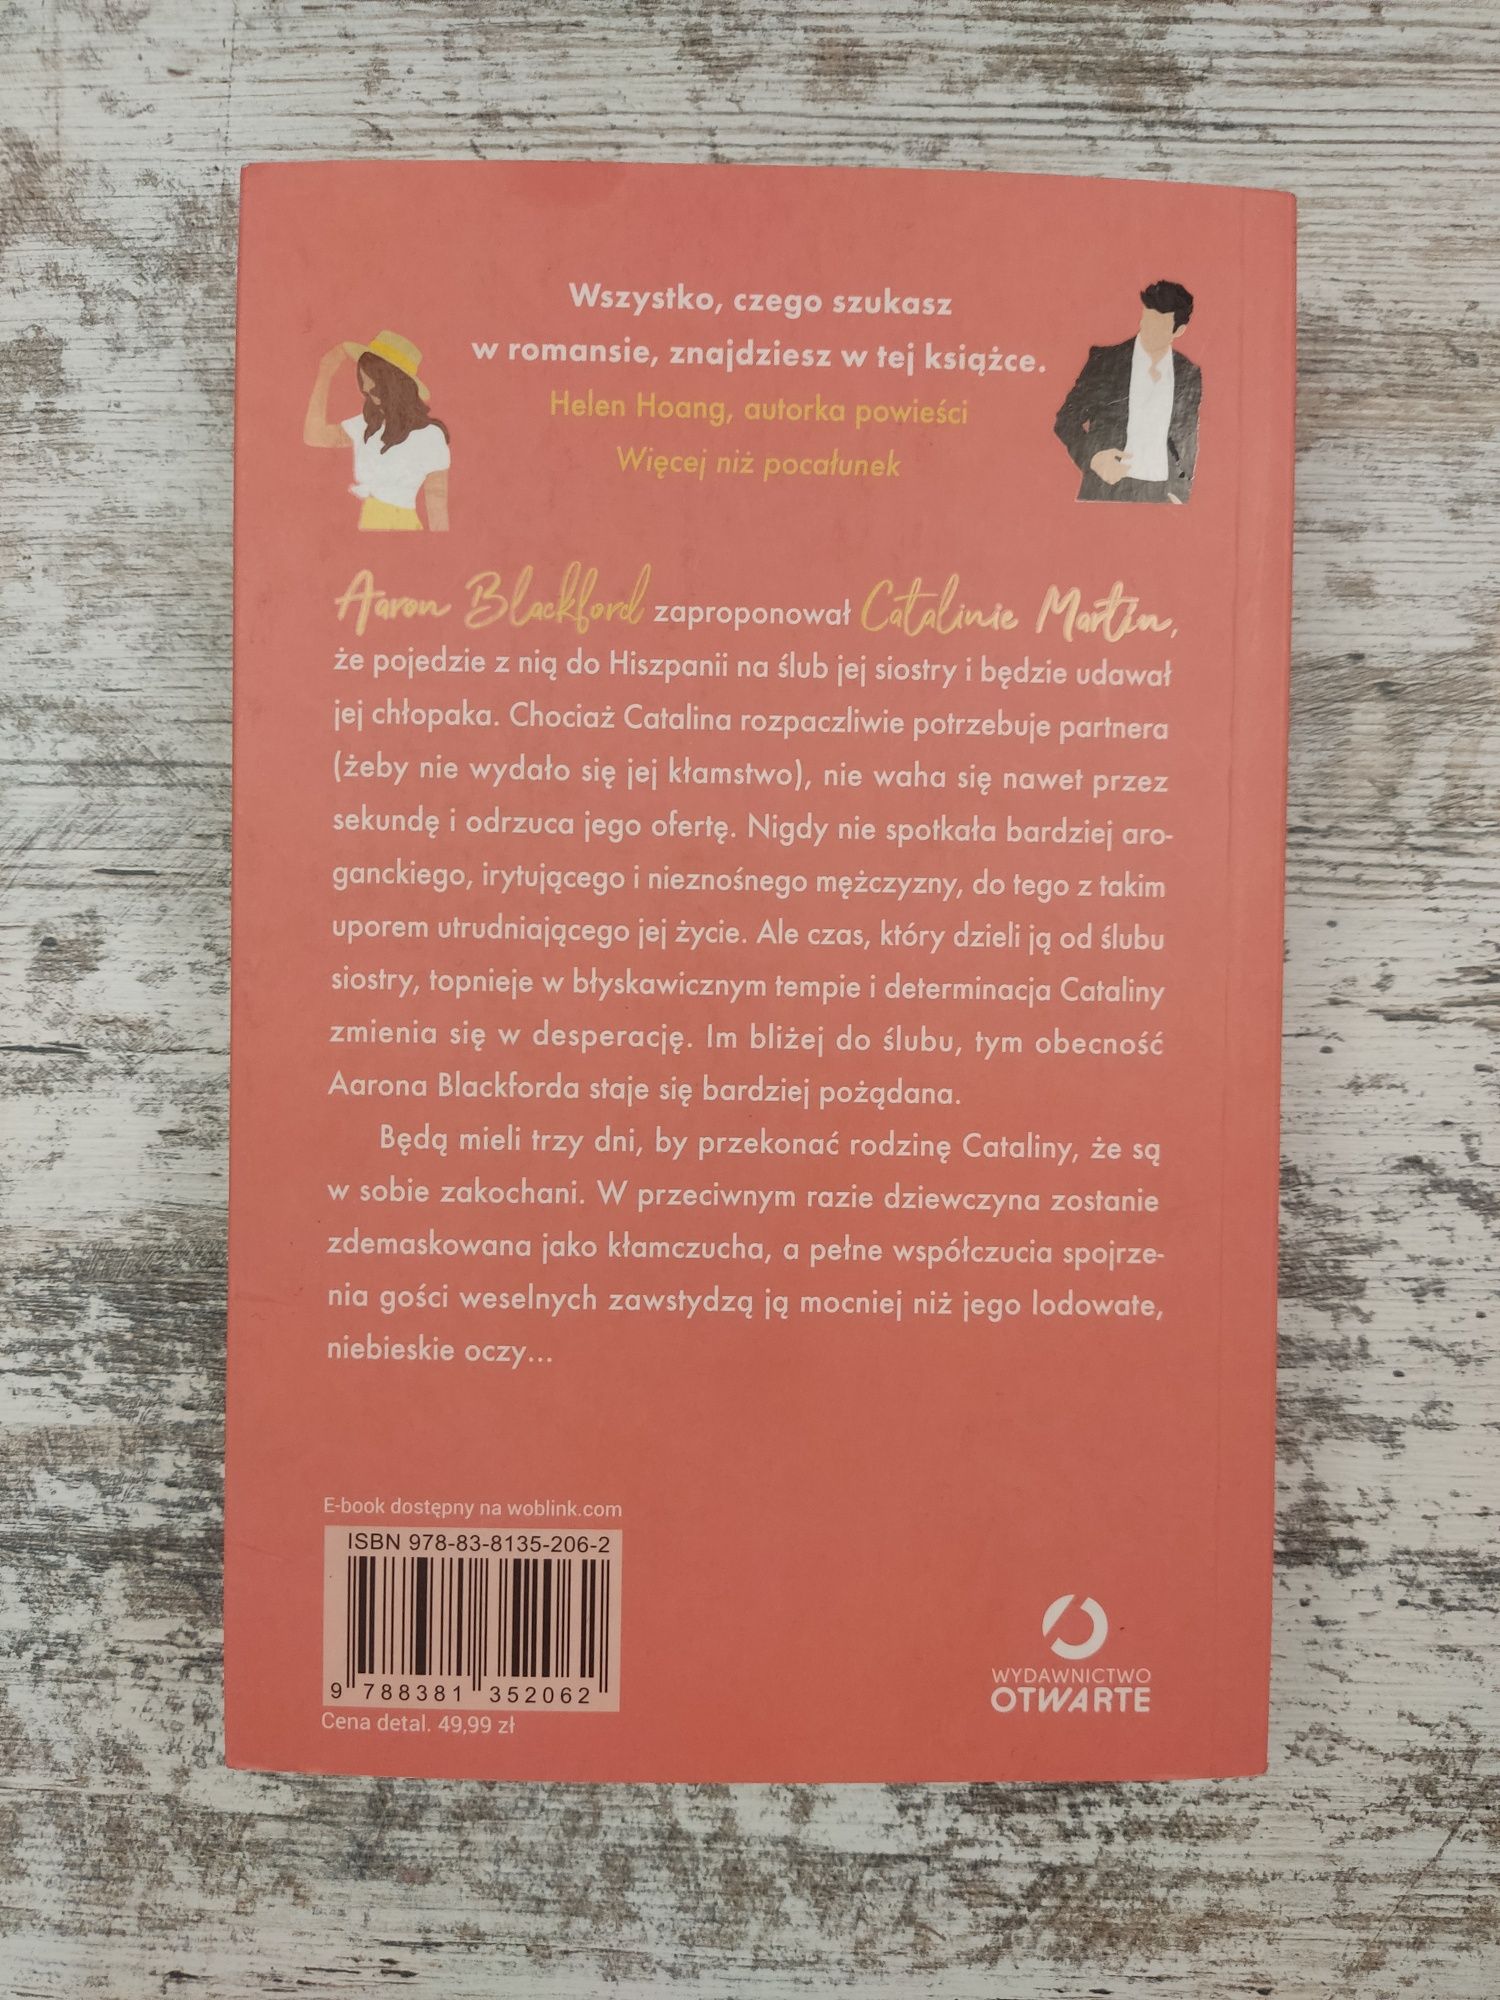 Wszystko, czego szukasz
w romansie, znajdziesz w tej książce.
Helen Hoang, autorka powieści
Więcej niż pocałunek
Aaron Blackford zaproponował Catalinie Martín,
że pojedzie z nią do Hiszpanii na ślub jej siostry i będzie udawał
jej chłopaka. Chociaż Catalina rozpaczliwie potrzebuje partnera
(żeby nie wydało się jej kłamstwo), nie waha się nawet przez
sekundę i odrzuca jego ofertę. Nigdy nie spotkała bardziej aro-
ganckiego, irytującego i nieznośnego mężczyzny, do tego z takim
uporem utrudniającego jej życie. Ale czas, który dzieli ją od ślubu
siostry, topnieje w błyskawicznym tempie i determinacja Cataliny
zmienia się w desperację. Im bliżej do ślubu, tym obecność
Aarona Blackforda staje się bardziej pożądana.
Będą mieli trzy dni, by przekonać rodzinę Cataliny, że są
w sobie zakochani. W przeciwnym razie dziewczyna zostanie
zdemaskowana jako kłamczucha, a pełne współczucia spojrze-
nia gości weselnych zawstydzą ją mocniej niż jego lodowate,
niebieskie oczy...
E-book dostępny na woblink.com
ISBN 978-83-8135-206-2
9 788381 352062
Cena detal. 49,99 zł
WYDAWNICTWO
OTWARTE